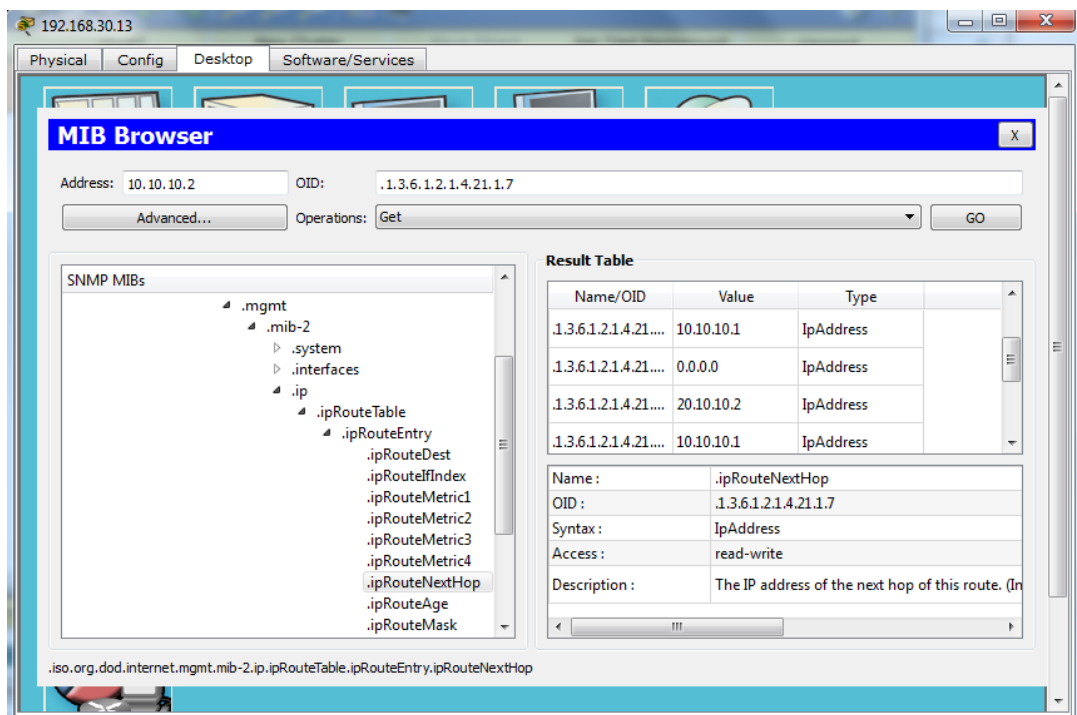 192.168.30.13
Physical Config Desktop Software/Services
MIB Browser X
Address: 10.10.10.2 OID: .1.3.6.1.2.1.4.21.1.7
Advanced... Operations: Get GO
SNMP MIBs
.mgmt
.mib-2
.system
.interfaces
.ip
.ipRouteTable
.ipRouteEntry
.ipRouteDest
.ipRouteIfIndex
.ipRouteMetric1
.ipRouteMetric2
.ipRouteMetric3
.ipRouteMetric4
.ipRouteNextHop
.ipRouteAge
.ipRouteMask
Result Table
Name/OID Value Type
.1.3.6.1.2.1.4.21.... 10.10.10.1 IpAddress
.1.3.6.1.2.1.4.21.... 0.0.0.0 IpAddress
.1.3.6.1.2.1.4.21.... 20.10.10.2 IpAddress
.1.3.6.1.2.1.4.21.... 10.10.10.1 IpAddress
Name : .ipRouteNextHop
OID : .1.3.6.1.2.1.4.21.1.7
Syntax : IpAddress
Access : read-write
Description : The IP address of the next hop of this route. (In
.iso.org.dod.internet.mgmt.mib-2.ip.ipRouteTable.ipRouteEntry.ipRouteNextHop